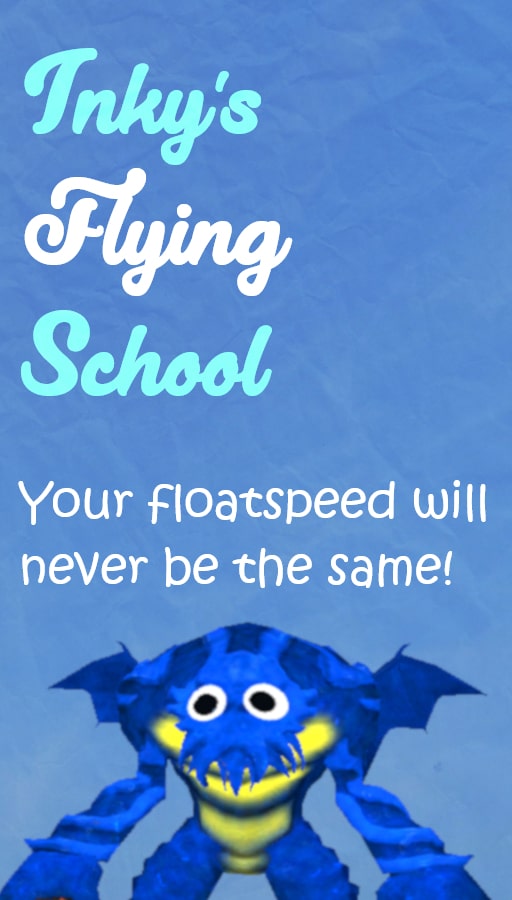 Inky's
Flying
School
Your floatspeed will
never be the same!